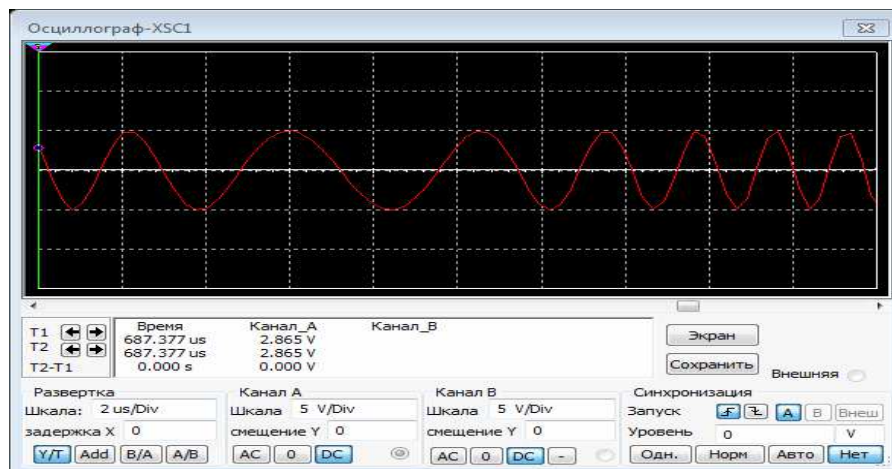 Осциллограф-XSC1
T1
T2
T2-T1
Время Канал_A Канал_B
687.377 us 2.865 V
687.377 us 2.865 V
0.000 s 0.000 V
Экран
Сохранить
Внешняя
Развертка
Шкала: 2 us/Div
задержка X 0
Y/T Add B/A A/B
Канал A
Шкала 5 V/Div
смещение Y 0
AC 0 DC
Канал B
Шкала 5 V/Div
смещение Y 0
AC 0 DC -
Синхронизация
Запуск A B Внеш
Уровень 0 V
Одн. Норм Авто Нет